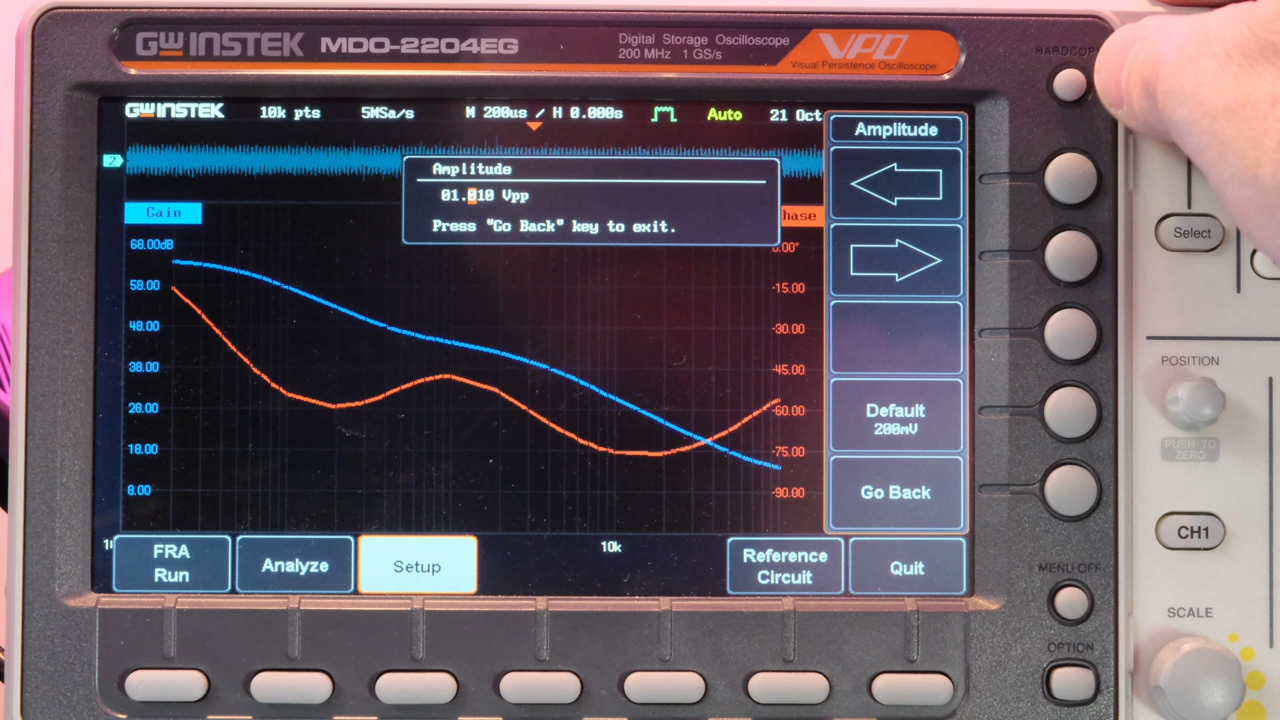 GW INSTEK MDO-2204EG Digital Storage Oscilloscope
200 MHz 1 GS/s
VPO
Visual Persistence Oscilloscope
HARDCOPY
GW INSTEK 10k pts 5MSa/s M 200us / H 0.000s Auto 21 Oct
2
Amplitude
01.010 Vpp
Press "Go Back" key to exit.
Amplitude
Default
200mV
Go Back
Gain
hase
68.00dB
58.00
48.00
38.00
28.00
18.00
8.00
0.00°
-15.00
-30.00
-45.00
-60.00
-75.00
-90.00
10k
FRA
Run
Analyze
Setup
Reference
Circuit
Quit
Select
POSITION
PUSH TO
ZERO
CH1
MENU OFF
SCALE
OPTION